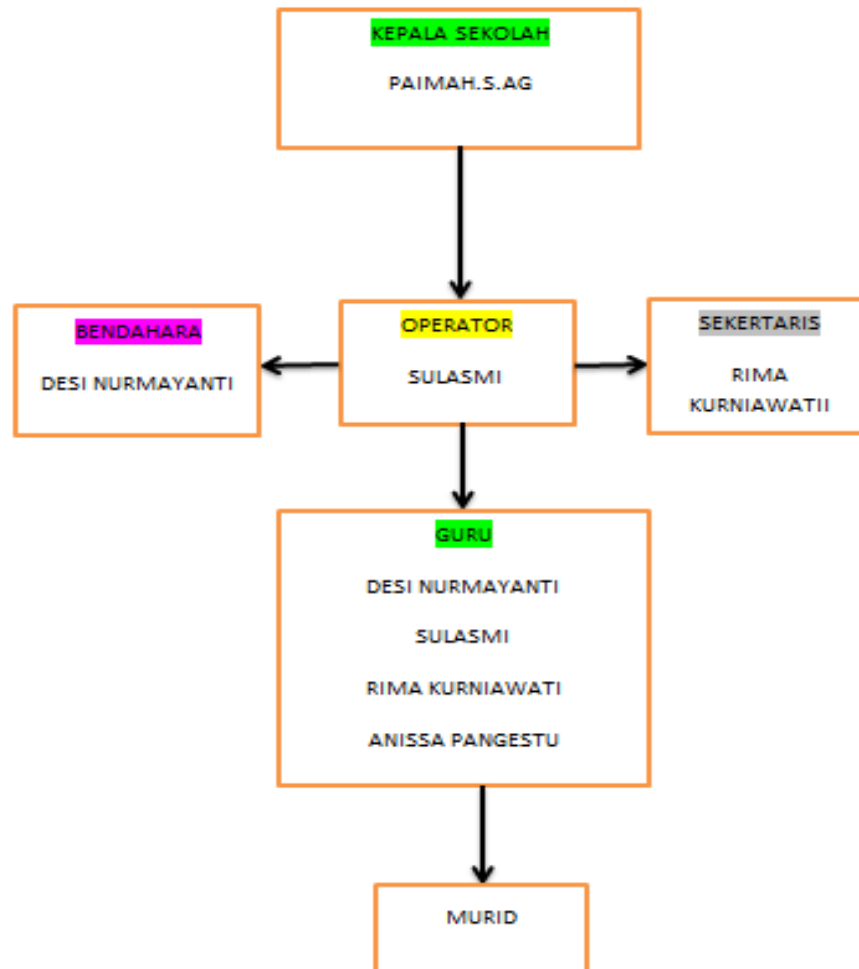 KEPALA SEKOLAH
PAIMAH.S.AG
BENDAHARA
DESI NURMAYANTI
OPERATOR
SULASMI
SEKERTARIS
RIMA
KURNIAWATII
GURU
DESI NURMAYANTI
SULASMI
RIMA KURNIAWATI
ANISSA PANGESTU
MURID